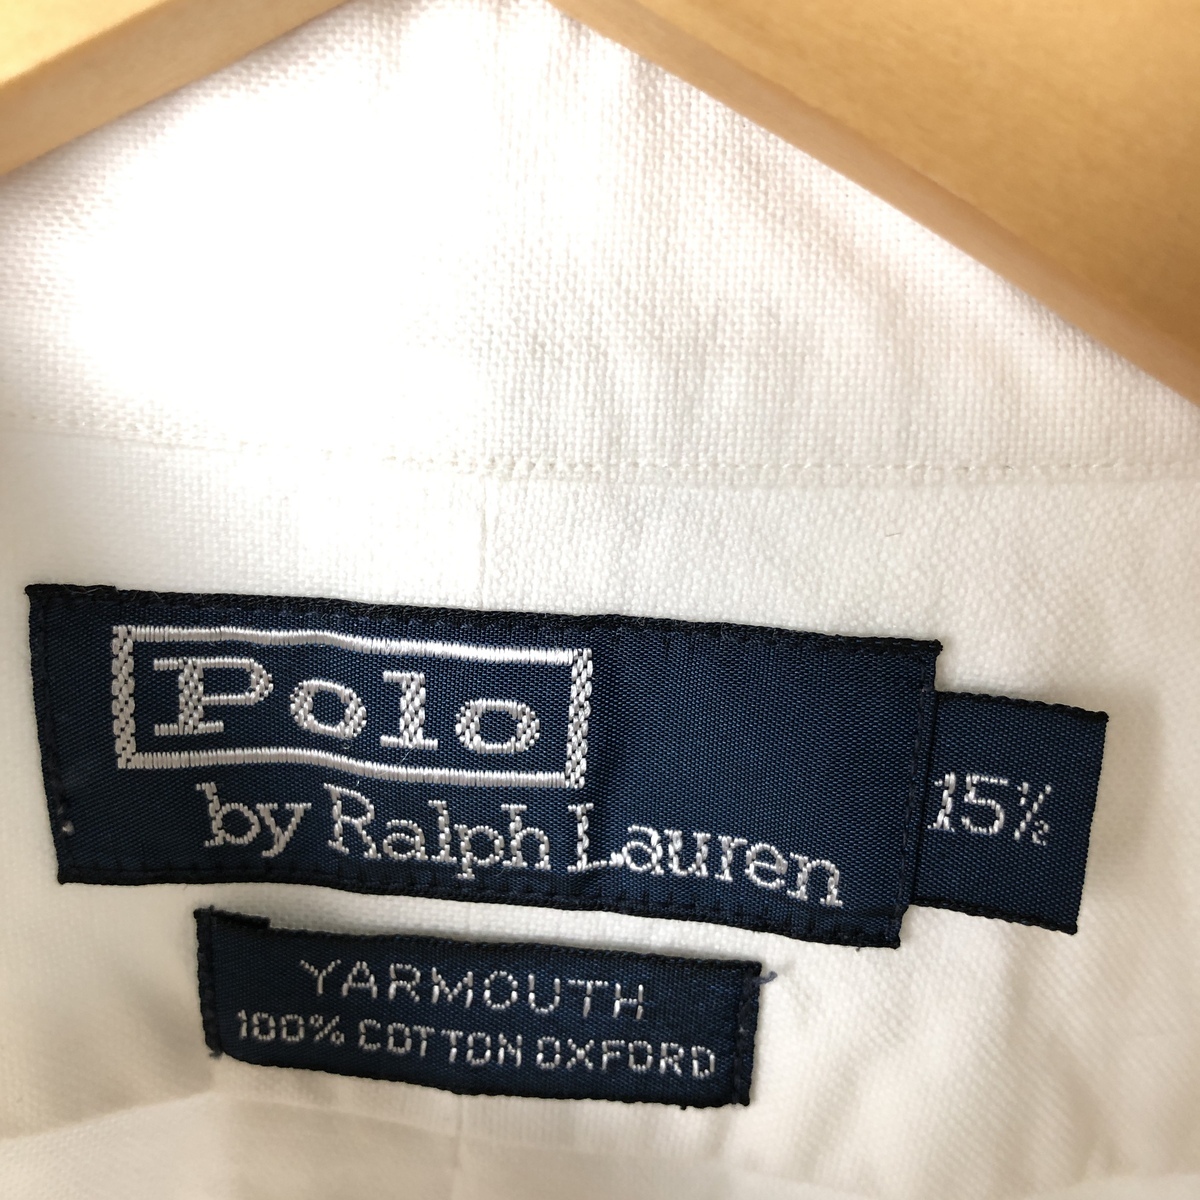 Polo
by Ralph Lauren
15½
YARMOUTH
100% COTTON OXFORD